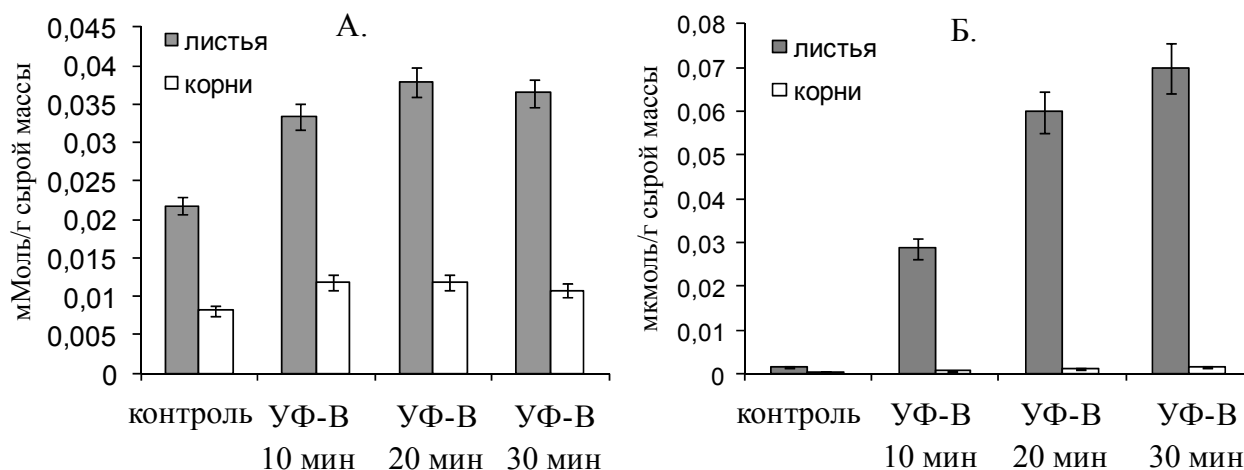 А.
листья
корни
мМоль/г сырой массы
0,045
0,04
0,035
0,03
0,025
0,02
0,015
0,01
0,005
0
контроль
УФ-В
10 мин
УФ-В
20 мин
УФ-В
30 мин
Б.
листья
корни
мкмоль/г сырой массы
0,08
0,07
0,06
0,05
0,04
0,03
0,02
0,01
0
контроль
УФ-В
10 мин
УФ-В
20 мин
УФ-В
30 мин